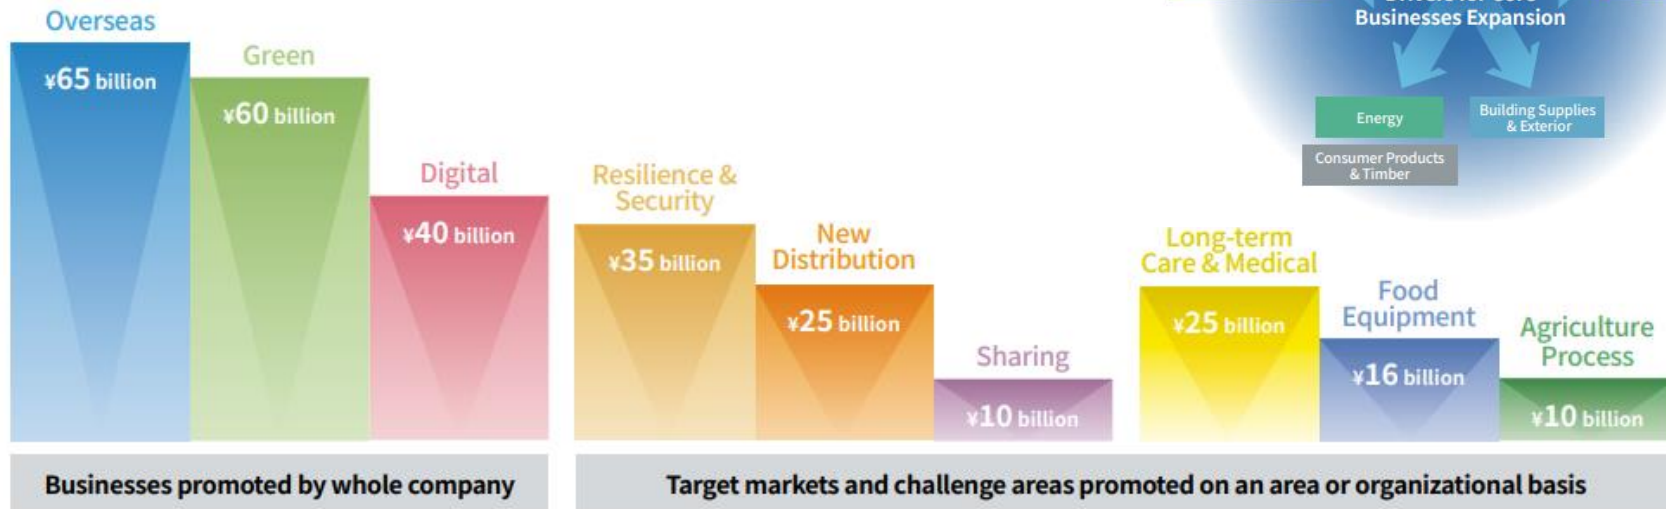 Businesses Expansion
Energy
Building Supplies
& Exterior
Consumer Products
& Timber
Overseas
¥65 billion
Green
¥60 billion
Digital
¥40 billion
Resilience &
Security
¥35 billion
New
Distribution
¥25 billion
Sharing
¥10 billion
Long-term
Care & Medical
¥25 billion
Food
Equipment
¥16 billion
Agriculture
Process
¥10 billion
Businesses promoted by whole company
Target markets and challenge areas promoted on an area or organizational basis